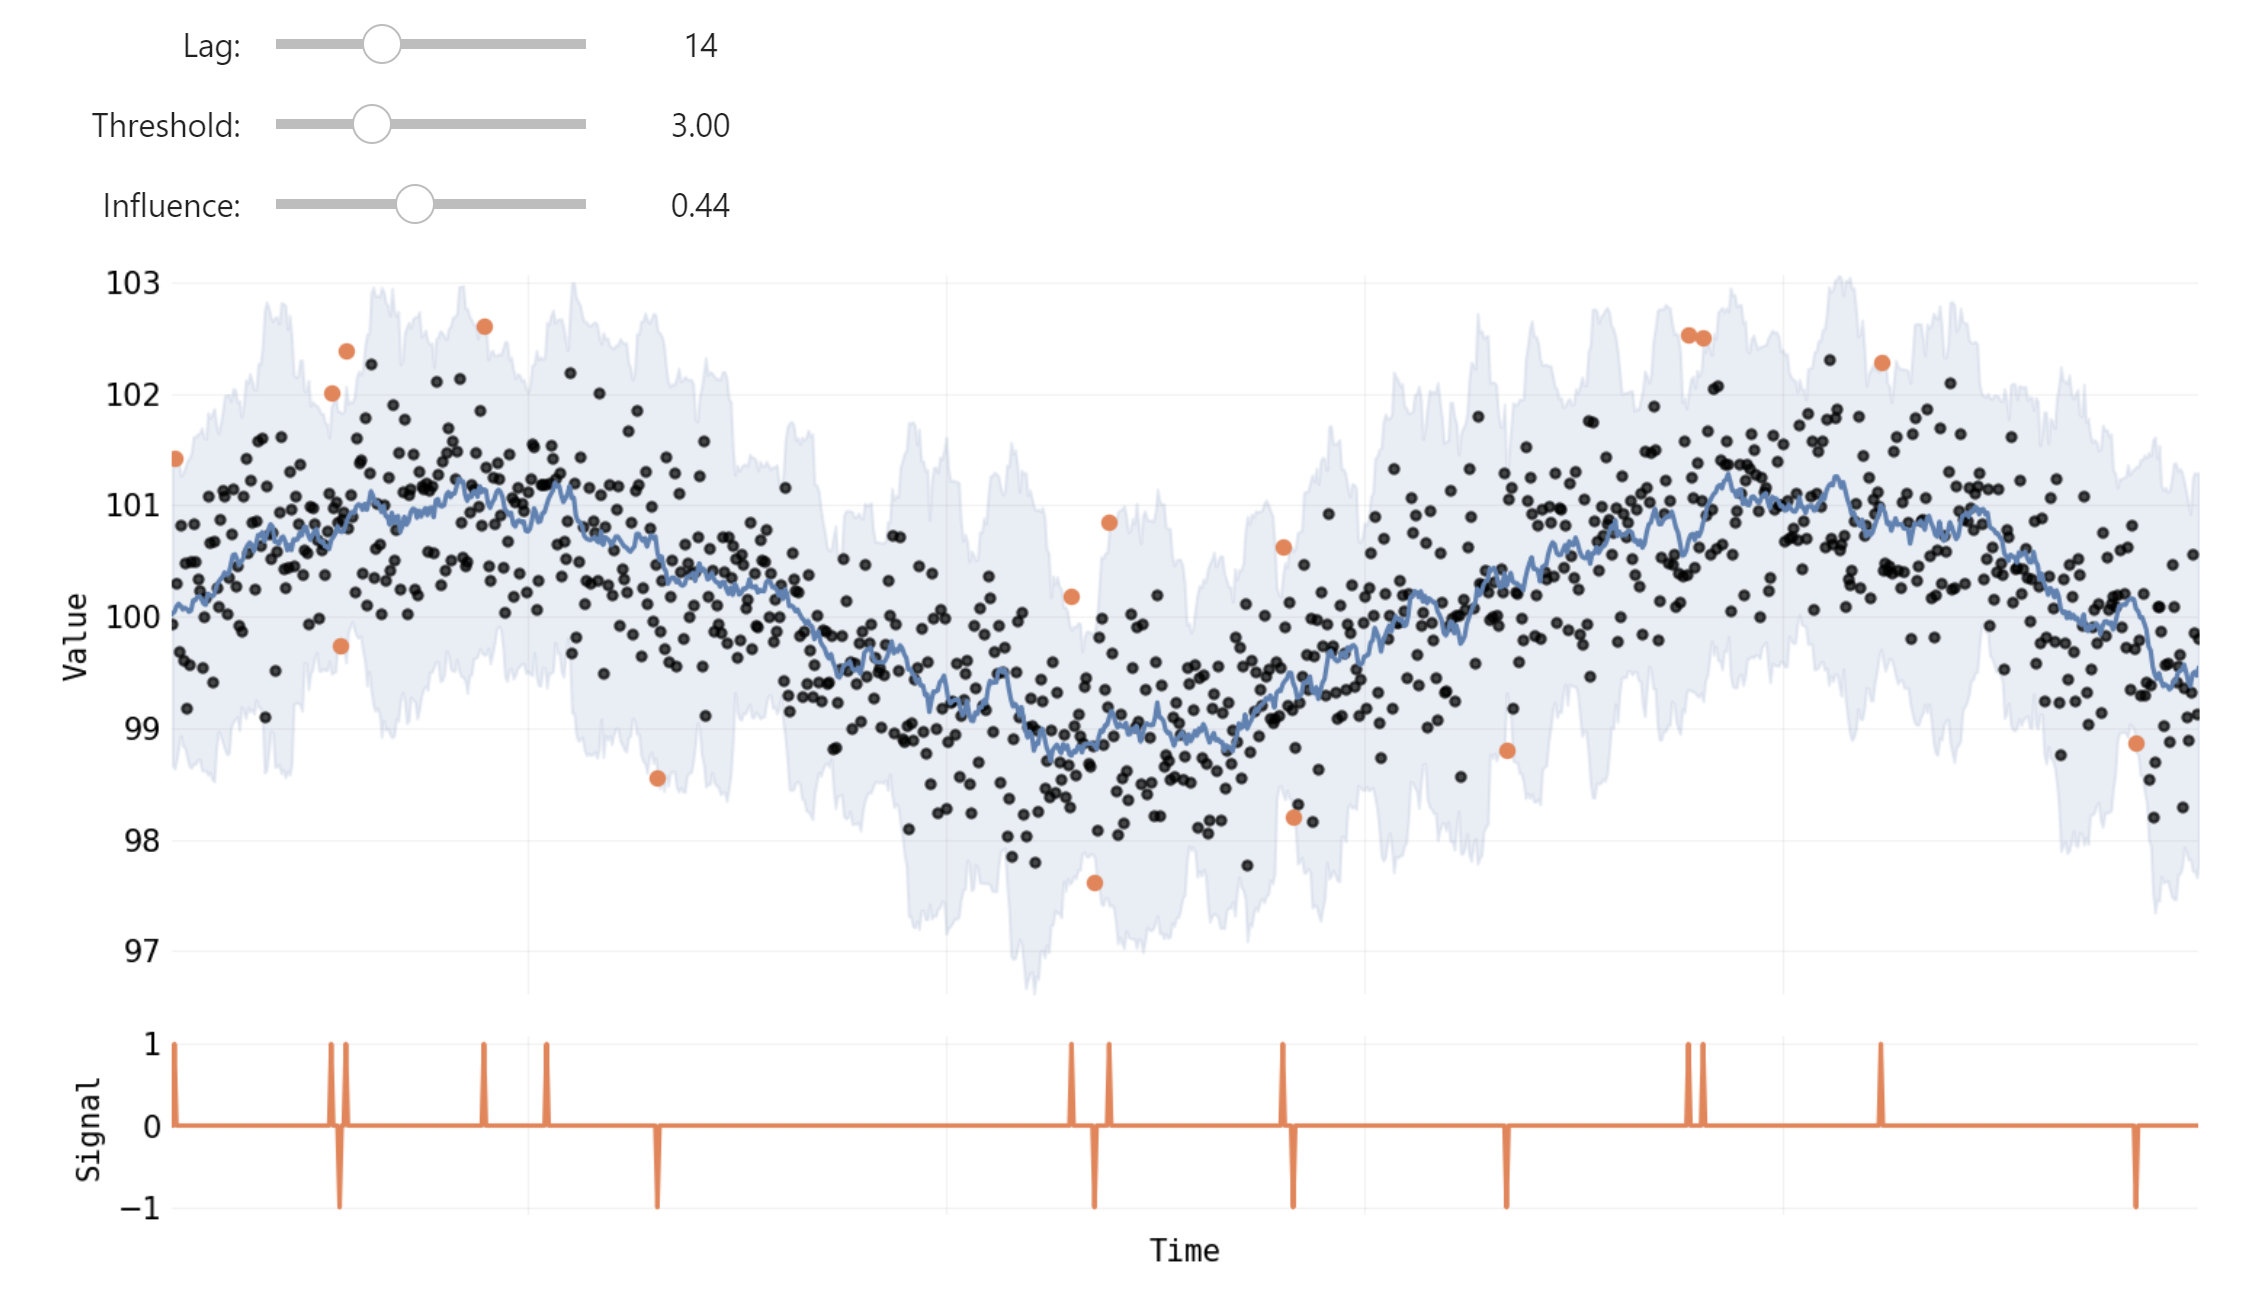 Lag: 14
Threshold: 3.00
Influence: 0.44
103
102
101
100
99
98
97
Value
1
0
−1
Signal
Time